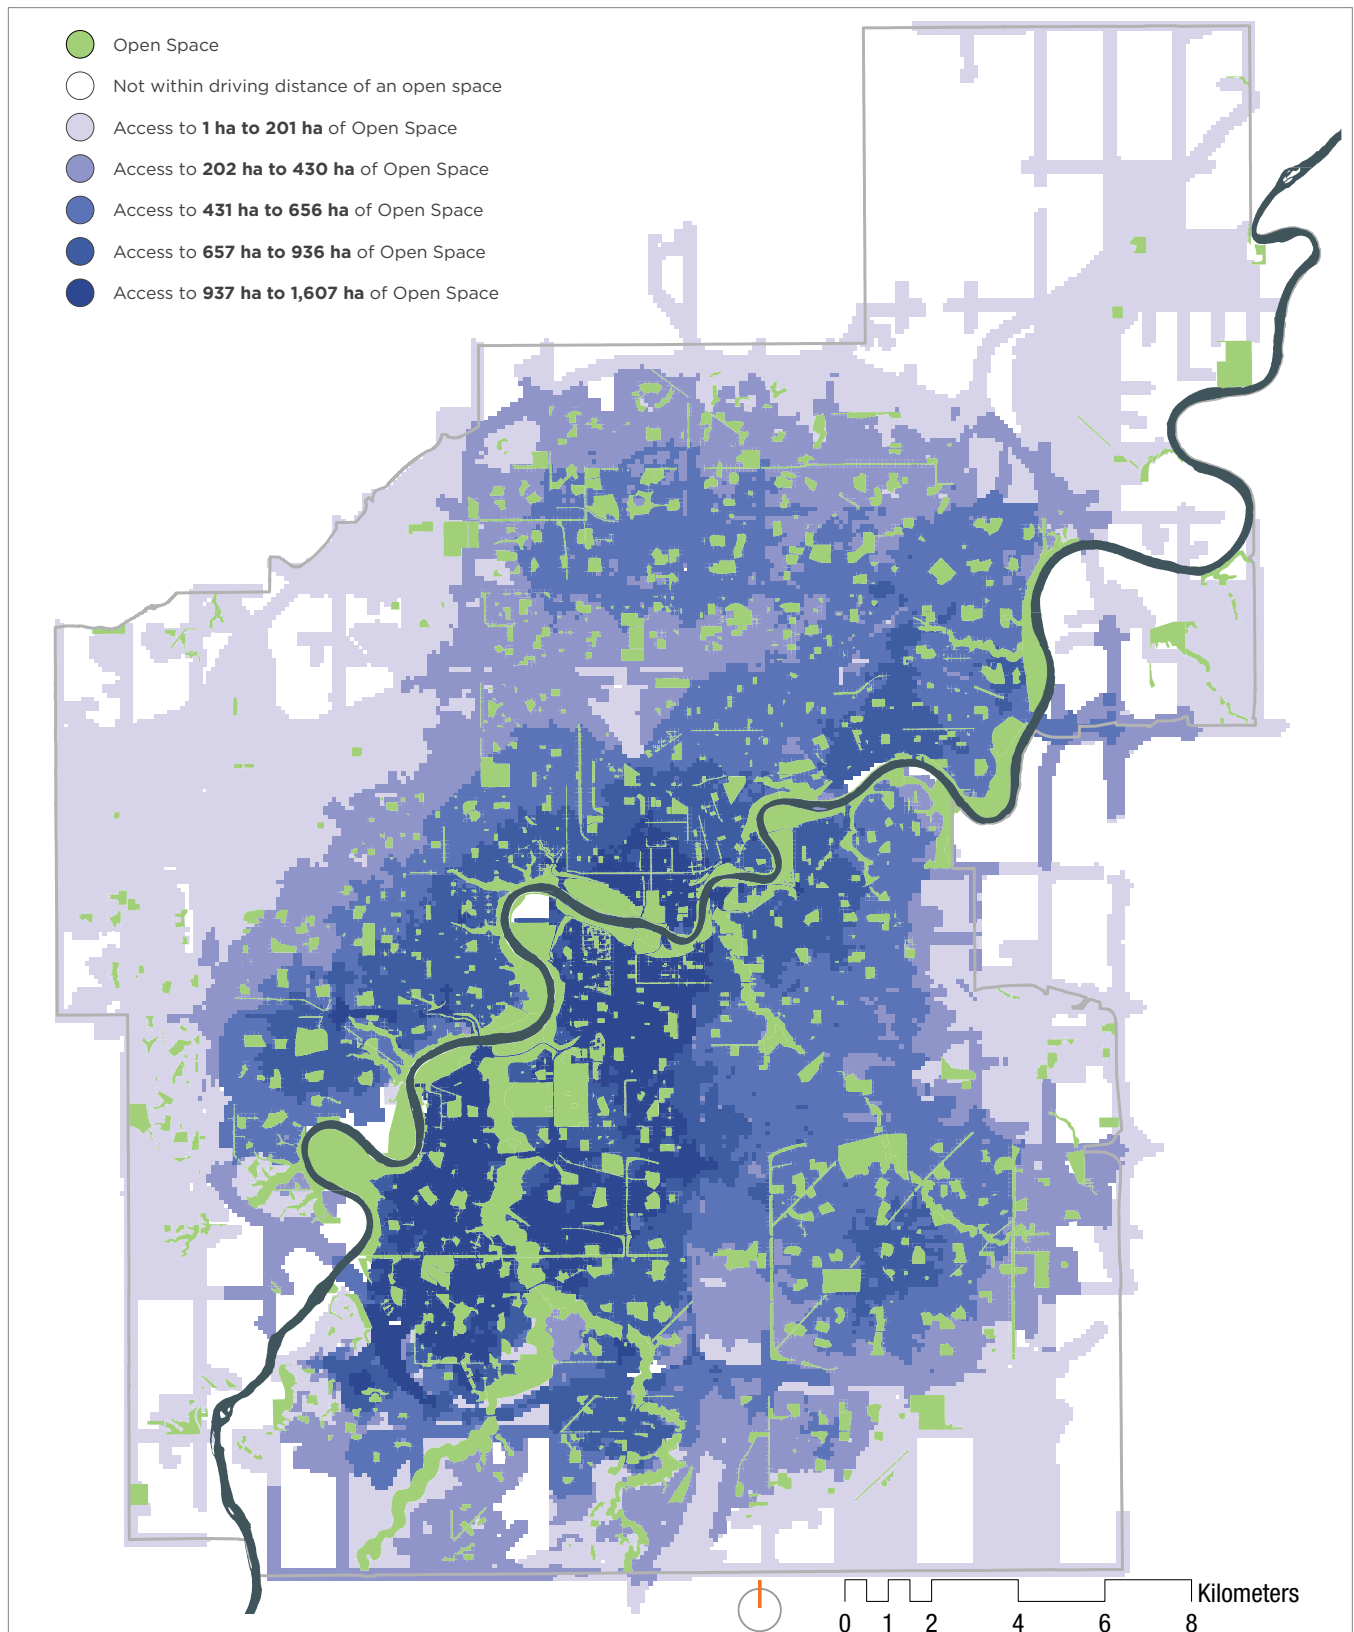 Open Space
Not within driving distance of an open space
Access to 1 ha to 201 ha of Open Space
Access to 202 ha to 430 ha of Open Space
Access to 431 ha to 656 ha of Open Space
Access to 657 ha to 936 ha of Open Space
Access to 937 ha to 1,607 ha of Open Space
Kilometers
0 1 2 4 6 8